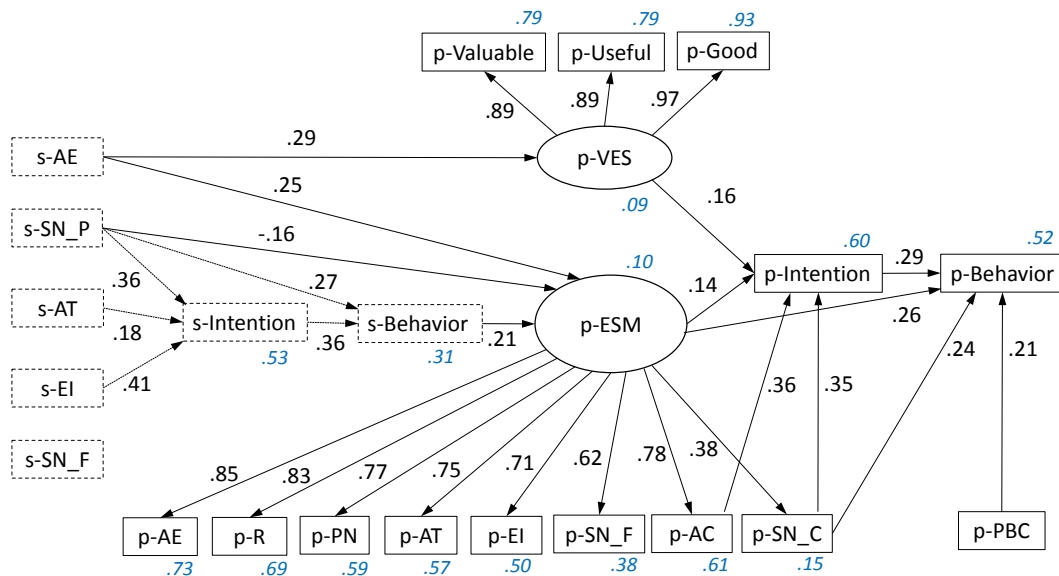 .79 .79 .93
p-Valuable p-Useful p-Good
.89 .89 .97
s-AE .29 p-VES
.25 .09 .16
s-SN_P -.16 .10 .60 .52
p-Intention .29 p-Behavior
.36 .27 .14
s-AT s-Intention s-Behavior p-ESM .26
.18 .53 .36 .31 .21
s-EI .41 .36 .35 .24 .21
s-SN_F
.85 .83 .77 .75 .71 .62 .78 .38
p-AE p-R p-PN p-AT p-EI p-SN_F p-AC p-SN_C p-PBC
.73 .69 .59 .57 .50 .38 .61 .15